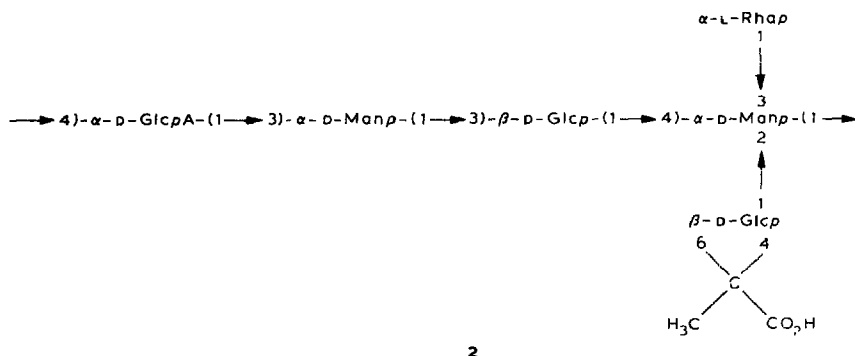 α-L-Rhap
1
3
→ 4)-α-D-GlcpA-(1 → 3)-α-D-Manp-(1 → 3)-β-D-Glcp-(1 → 4)-α-D-Manp-(1 →
2
1
β-D-Glcp
6 4
C
H₃C CO₂H
2